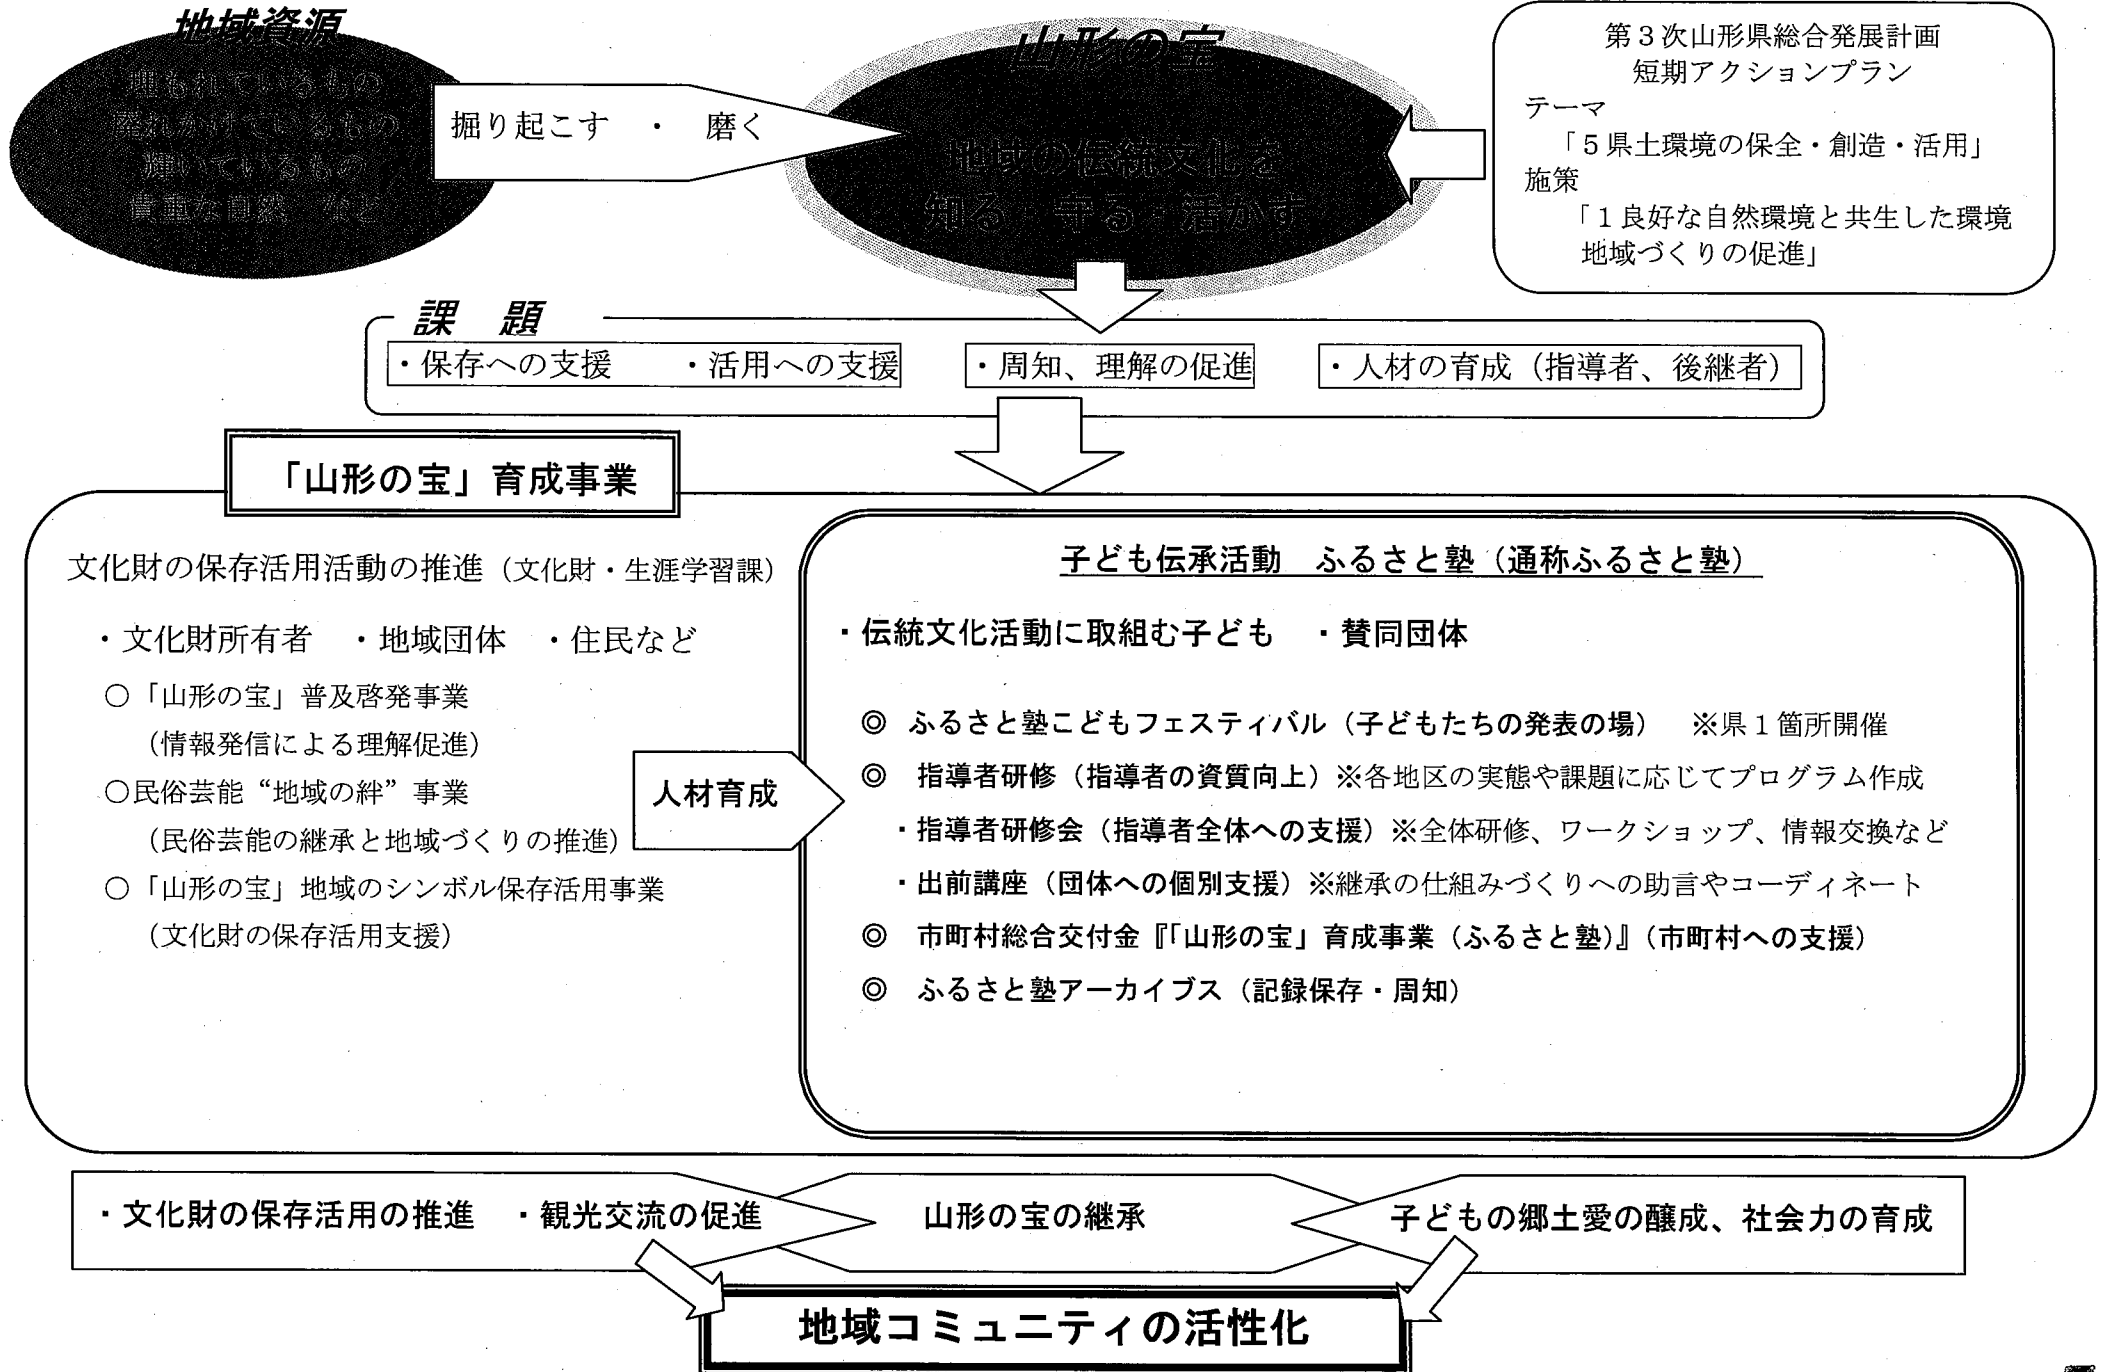 地域資源
埋もれているもの
廃れかけているもの
輝いているもの
貴重な自然　など
掘り起こす　・　磨く
山形の宝
地域の伝統文化を
知る・守る・活かす
第３次山形県総合発展計画
短期アクションプラン
テーマ
「５県土環境の保全・創造・活用」
施策
「１良好な自然環境と共生した環境
地域づくりの促進」
課　題
・保存への支援　　・活用への支援
・周知、理解の促進
・人材の育成（指導者、後継者）
「山形の宝」育成事業
文化財の保存活用活動の推進（文化財・生涯学習課）
・文化財所有者　・地域団体　・住民など
○「山形の宝」普及啓発事業
（情報発信による理解促進）
○民俗芸能“地域の絆”事業
（民俗芸能の継承と地域づくりの推進）
○「山形の宝」地域のシンボル保存活用事業
（文化財の保存活用支援）
人材育成
子ども伝承活動　ふるさと塾（通称ふるさと塾）
・伝統文化活動に取組む子ども　・賛同団体
◎　ふるさと塾こどもフェスティバル（子どもたちの発表の場）　※県１箇所開催
◎　指導者研修（指導者の資質向上）※各地区の実態や課題に応じてプログラム作成
・指導者研修会（指導者全体への支援）※全体研修、ワークショップ、情報交換など
・出前講座（団体への個別支援）※継承の仕組みづくりへの助言やコーディネート
◎　市町村総合交付金『「山形の宝」育成事業（ふるさと塾）』（市町村への支援）
◎　ふるさと塾アーカイブス（記録保存・周知）
・文化財の保存活用の推進　・観光交流の促進
山形の宝の継承
子どもの郷土愛の醸成、社会力の育成
地域コミュニティの活性化